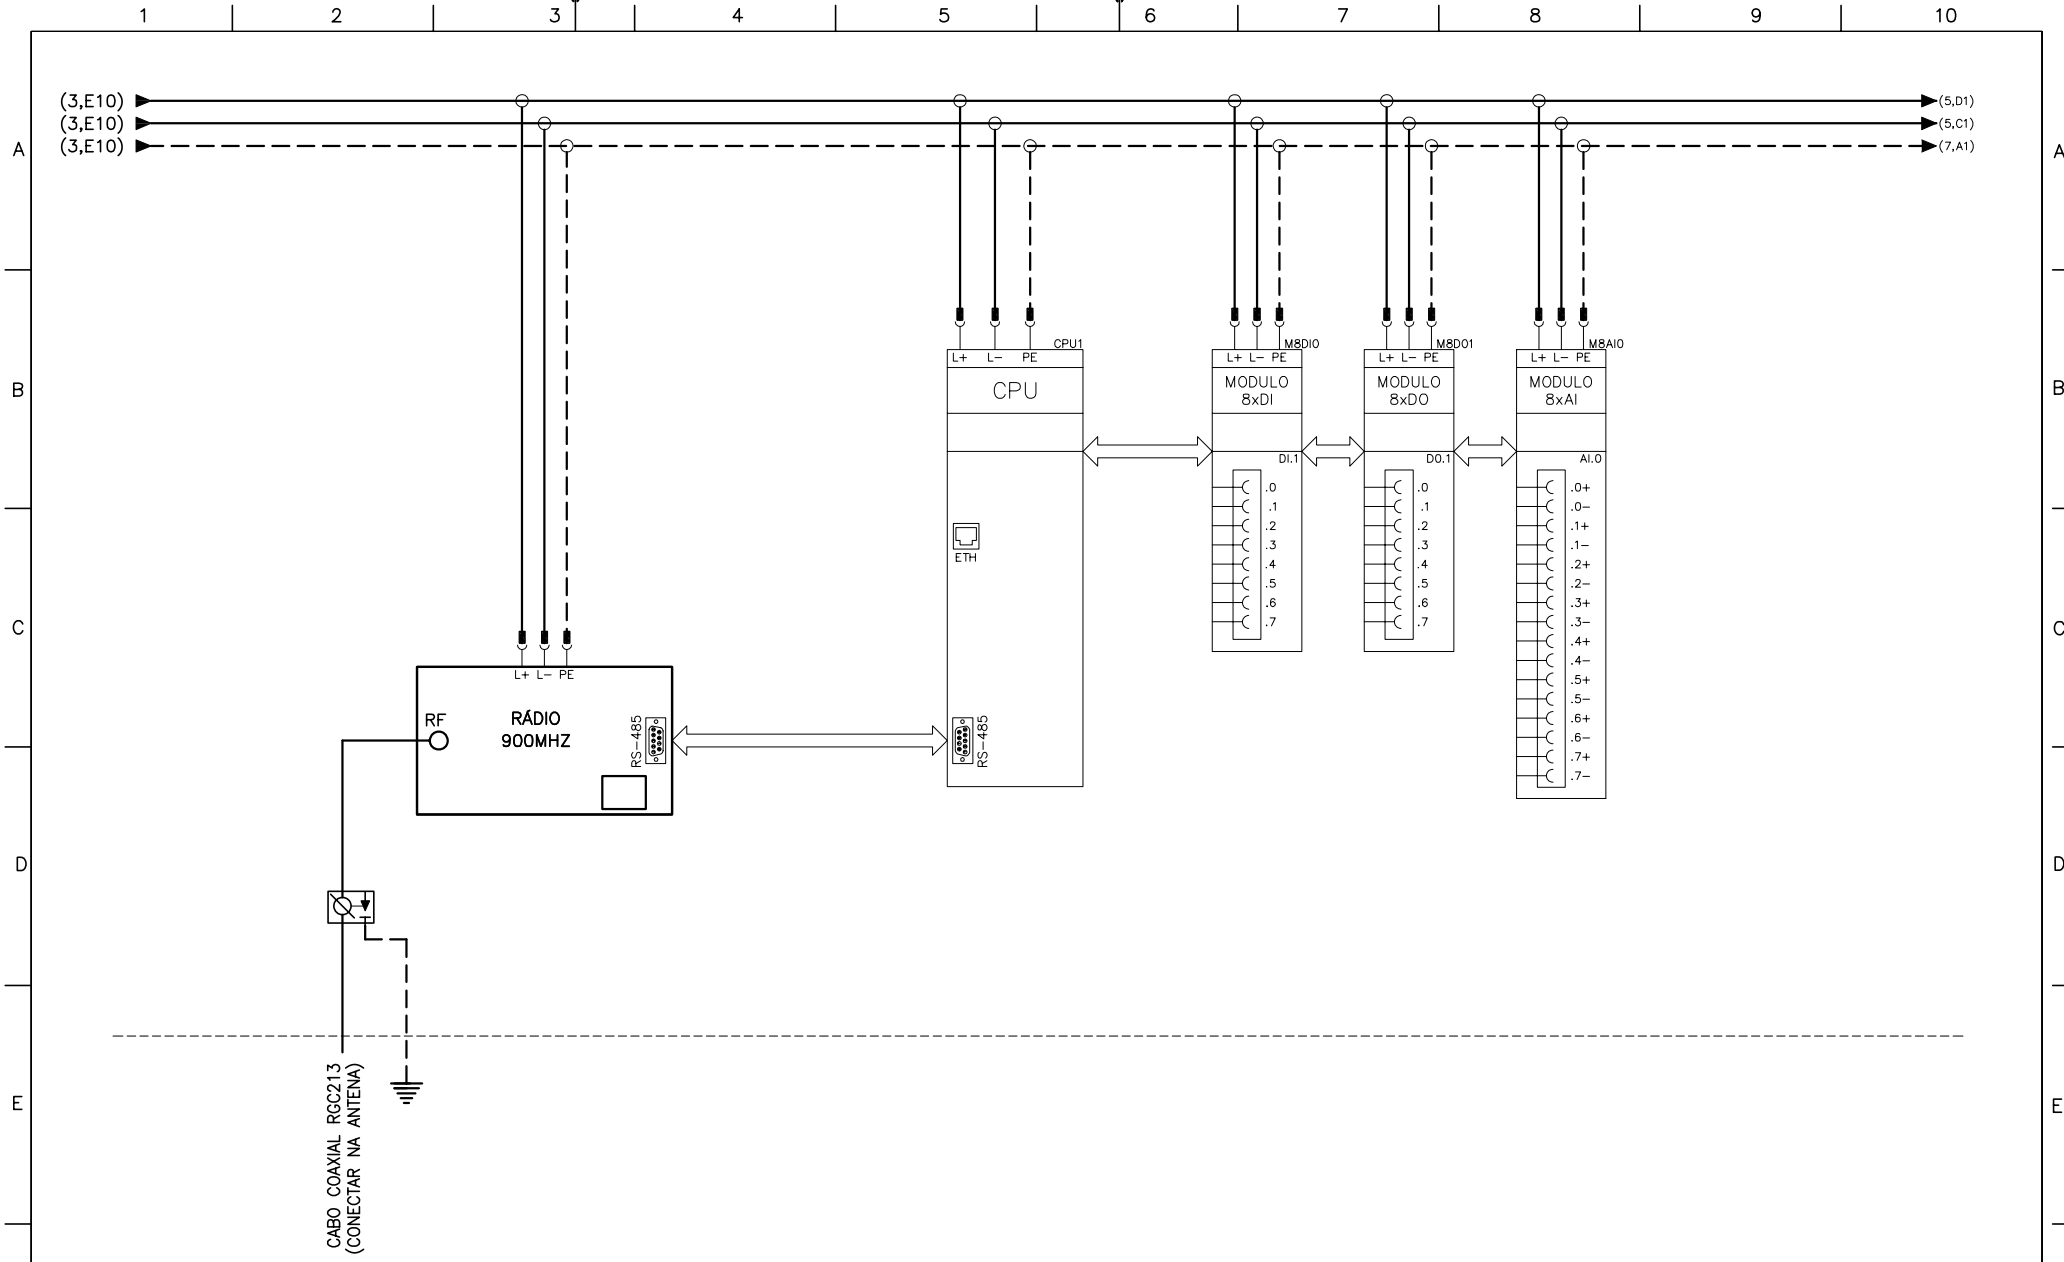 1 2 3 4 5 6 7 8 9 10
(3,E10) (5,D1)
(3,E10) (5,C1)
(3,E10) (7,A1)
A A
CPU1 M8DI0 M8DO1 M8AI0
L+ L- PE L+ L- PE L+ L- PE L+ L- PE
B B
CPU
MODULO
8xDI
MODULO
8xDO
MODULO
8xAI
DI.1
.0
.1
.2
.3
.4
.5
.6
.7
DO.1
.0
.1
.2
.3
.4
.5
.6
.7
AI.0
.0+
.0-
.1+
.1-
.2+
.2-
.3+
.3-
.4+
.4-
.5+
.5-
.6+
.6-
.7+
.7-
ETH
C C
L+ L- PE
RF
RÁDIO
900MHZ
RS-485
RS-485
D D
E E
CABO COAXIAL RGC213
(CONECTAR NA ANTENA)